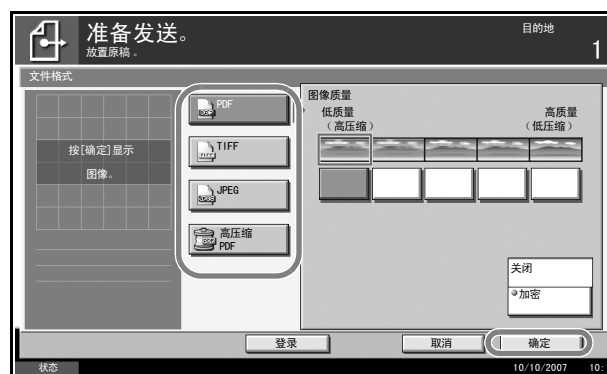 准备发送。
放置原稿。
目的地
1
文件格式
按[确定]显示
图像。
PDF
TIFF
JPEG
高压缩
PDF
图像质量
低质量
（高压缩）
高质量
（低压缩）
关闭
加密
登录
取消
确定
状态
10/10/2007 10: